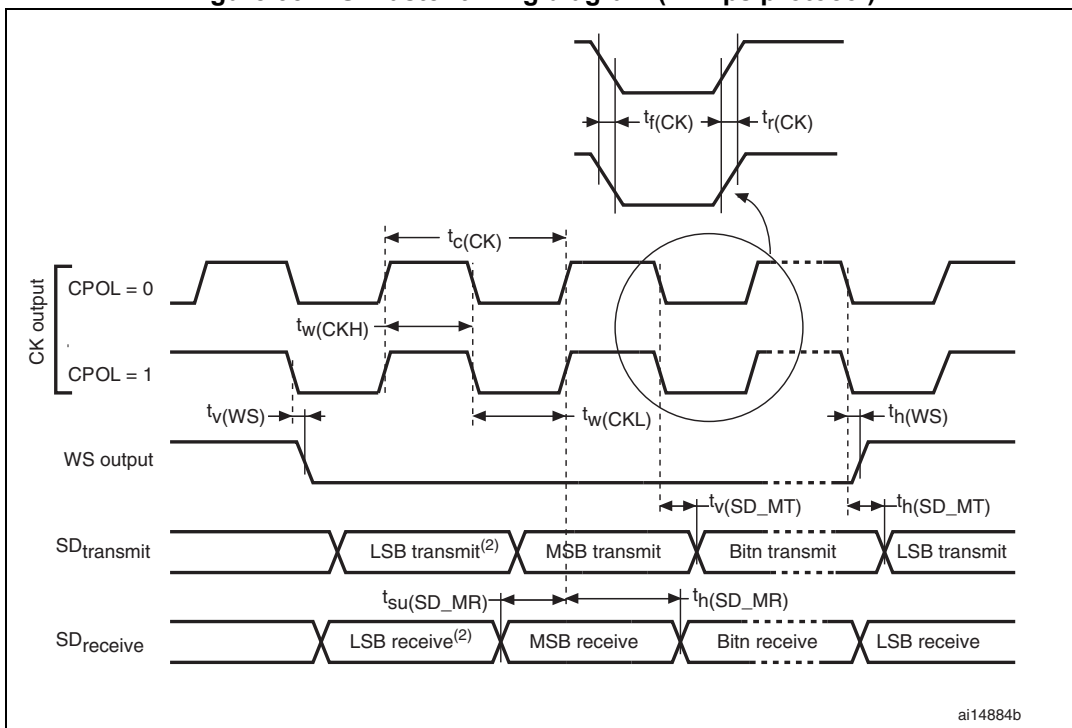 tf(CK)
tr(CK)
tc(CK)
CK output
CPOL = 0
tw(CKH)
CPOL = 1
tv(WS)
tw(CKL)
th(WS)
WS output
tv(SD_MT)
th(SD_MT)
SDtransmit
LSB transmit(2)
MSB transmit
Bitn transmit
LSB transmit
tsu(SD_MR)
th(SD_MR)
SDreceive
LSB receive(2)
MSB receive
Bitn receive
LSB receive
ai14884b